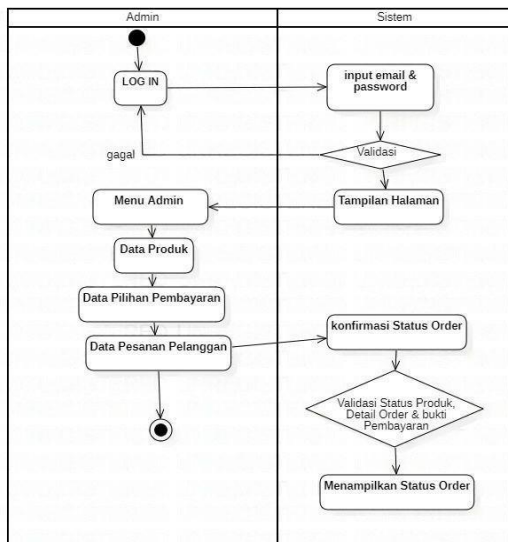 Admin
Sistem
LOG IN
input email &
password
gagal
Validasi
Menu Admin
Tampilan Halaman
Data Produk
Data Pilihan Pembayaran
Data Pesanan Pelanggan
konfirmasi Status Order
Validasi Status Produk,
Detail Order & bukti
Pembayaran
Menampilkan Status Order